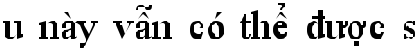 u này vẫn có thể được s